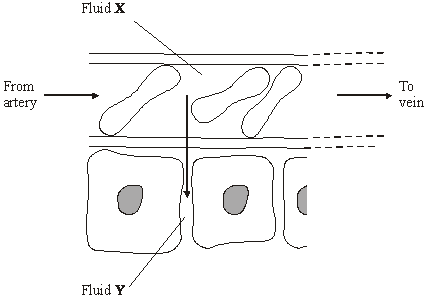 Fluid X
From
artery
To
vein
Fluid Y